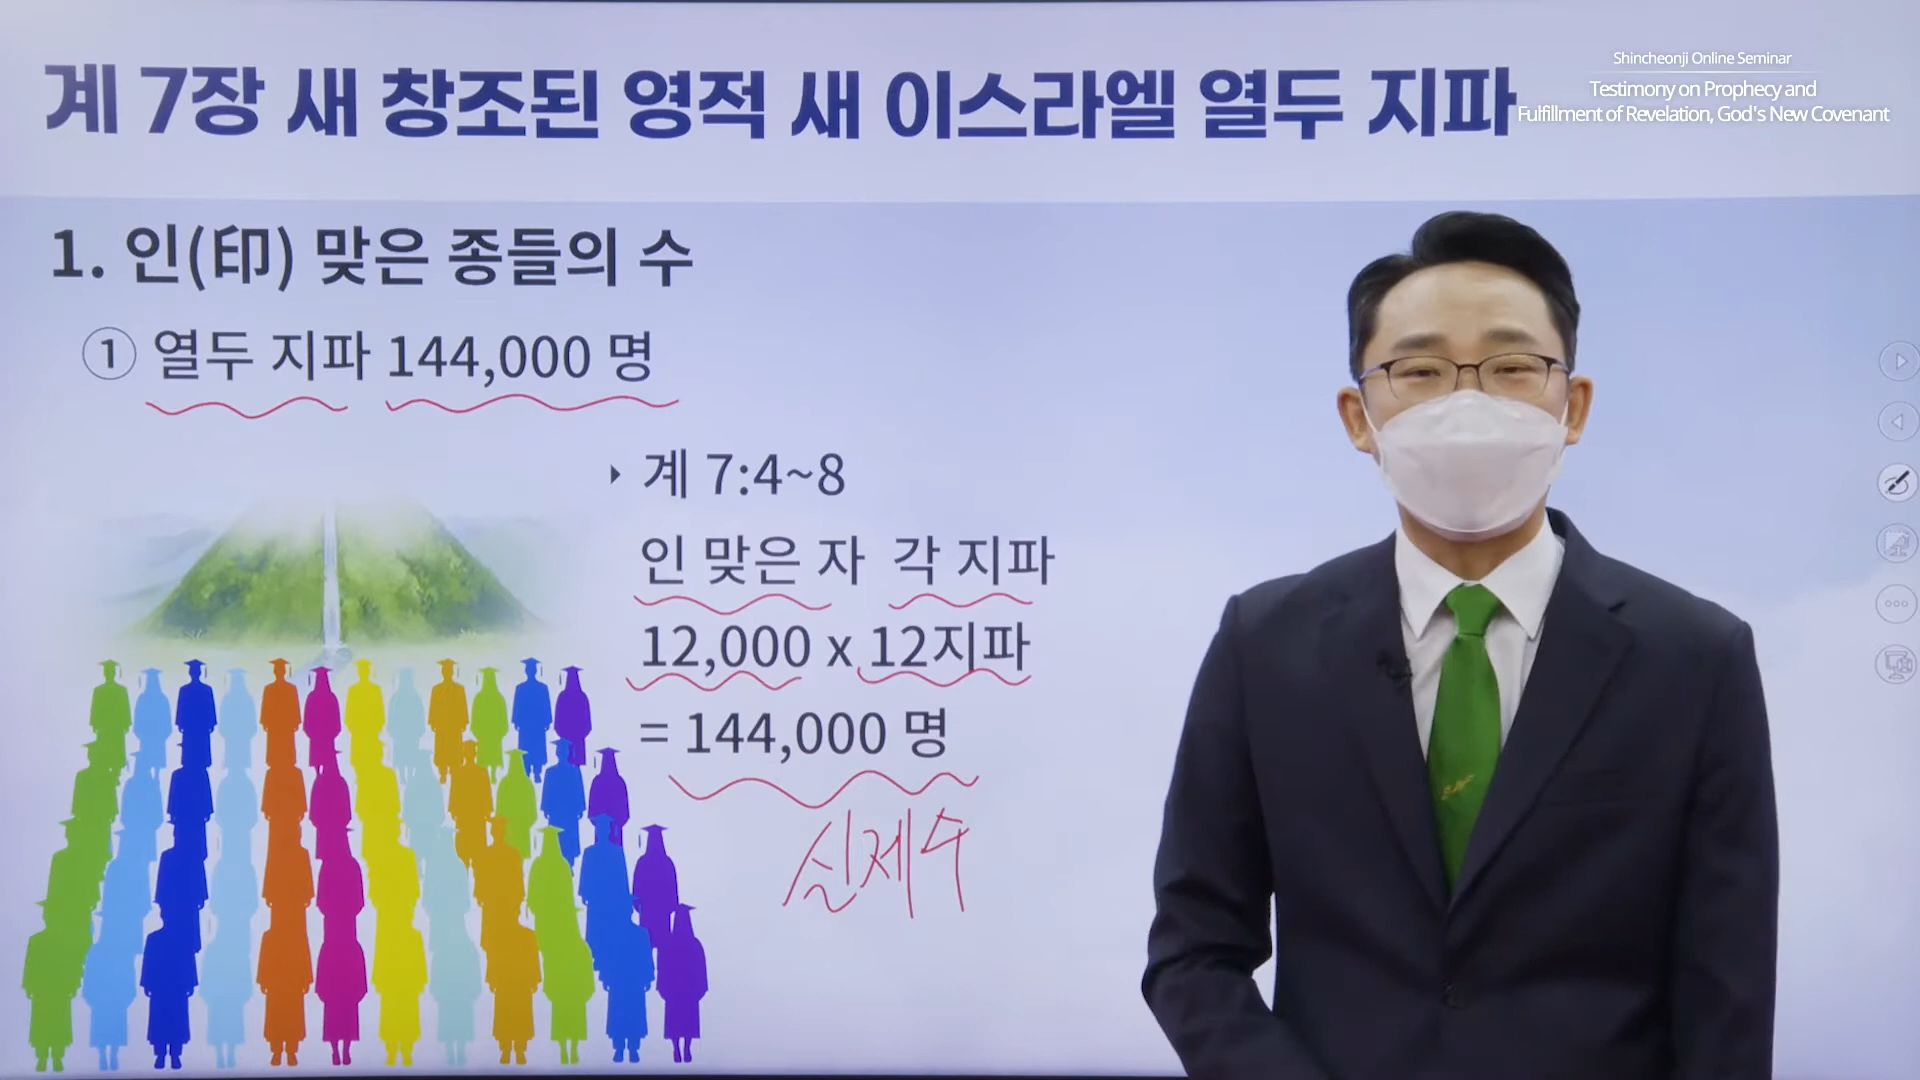 계 7장 새 창조된 영적 새 이스라엘 열두 지파
Shincheonji Online Seminar
Testimony on Prophecy and
Fulfillment of Revelation, God's New Covenant
1. 인(印) 맞은 종들의 수
① 열두 지파 144,000 명
계 7:4~8
인 맞은 자 각 지파
12,000 x 12지파
= 144,000 명
실제수